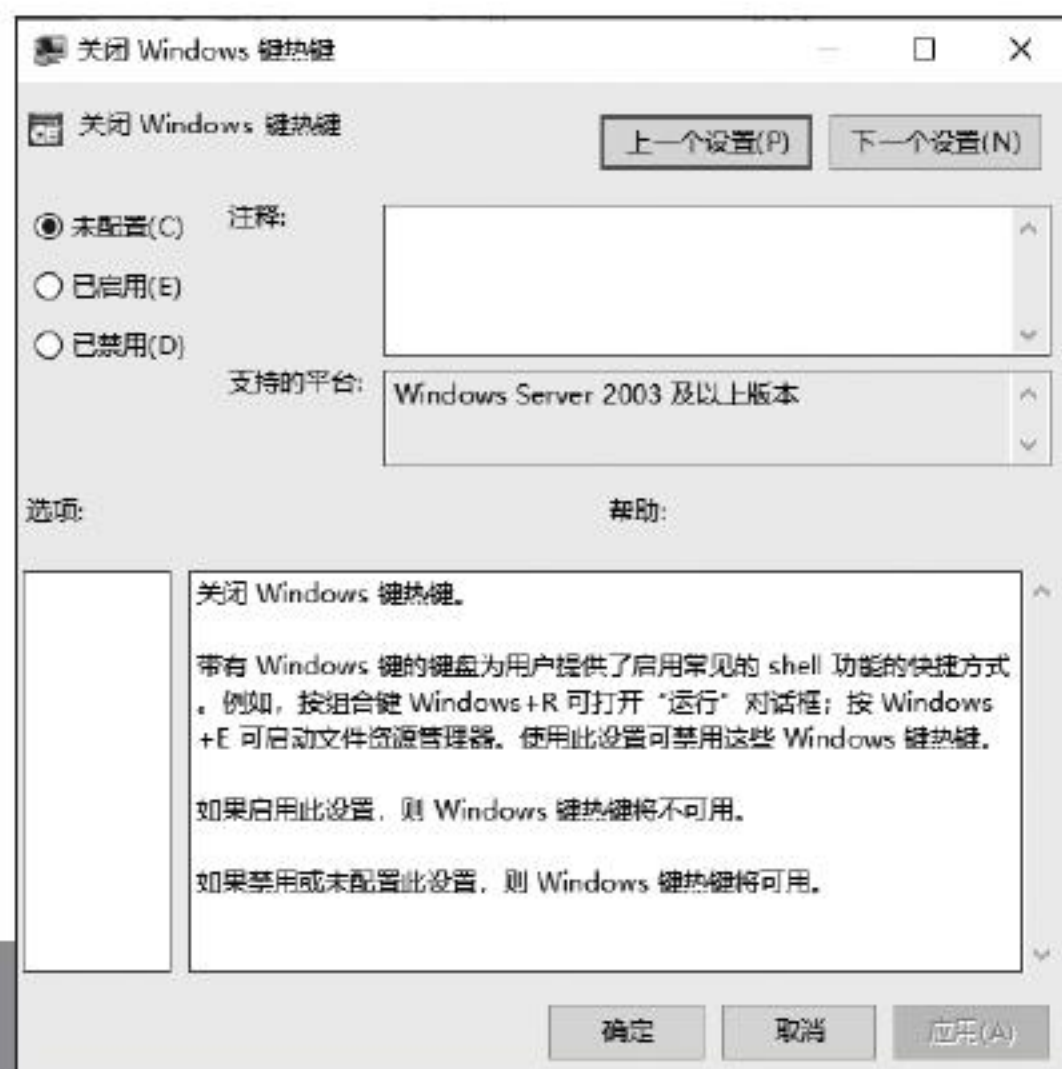 关闭 Windows 键热键
关闭 Windows 键热键
上一个设置(P)
下一个设置(N)
未配置(C)
注释:
已启用(E)
已禁用(D)
支持的平台:
Windows Server 2003 及以上版本
选项:
帮助:
关闭 Windows 键热键。
带有 Windows 键的键盘为用户提供了启用常见的 shell 功能的快捷方式
。例如，按组合键 Windows+R 可打开“运行”对话框；按 Windows
+E 可启动文件资源管理器。使用此设置可禁用这些 Windows 键热键。
如果启用此设置，则 Windows 键热键将不可用。
如果禁用或未配置此设置，则 Windows 键热键将可用。
确定
取消
应用(A)